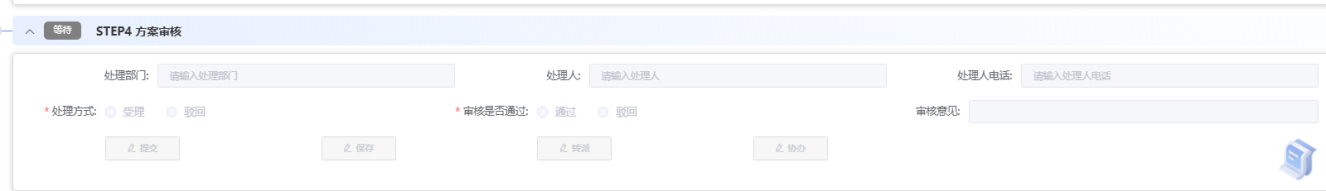 等待 STEP4 方案审核
处理部门: 请输入处理部门 处理人: 请输入处理人 处理人电话: 请输入处理人电话
* 处理方式: 受理 驳回 * 审核是否通过: 通过 驳回 审核意见:
提交 保存 转派 协办